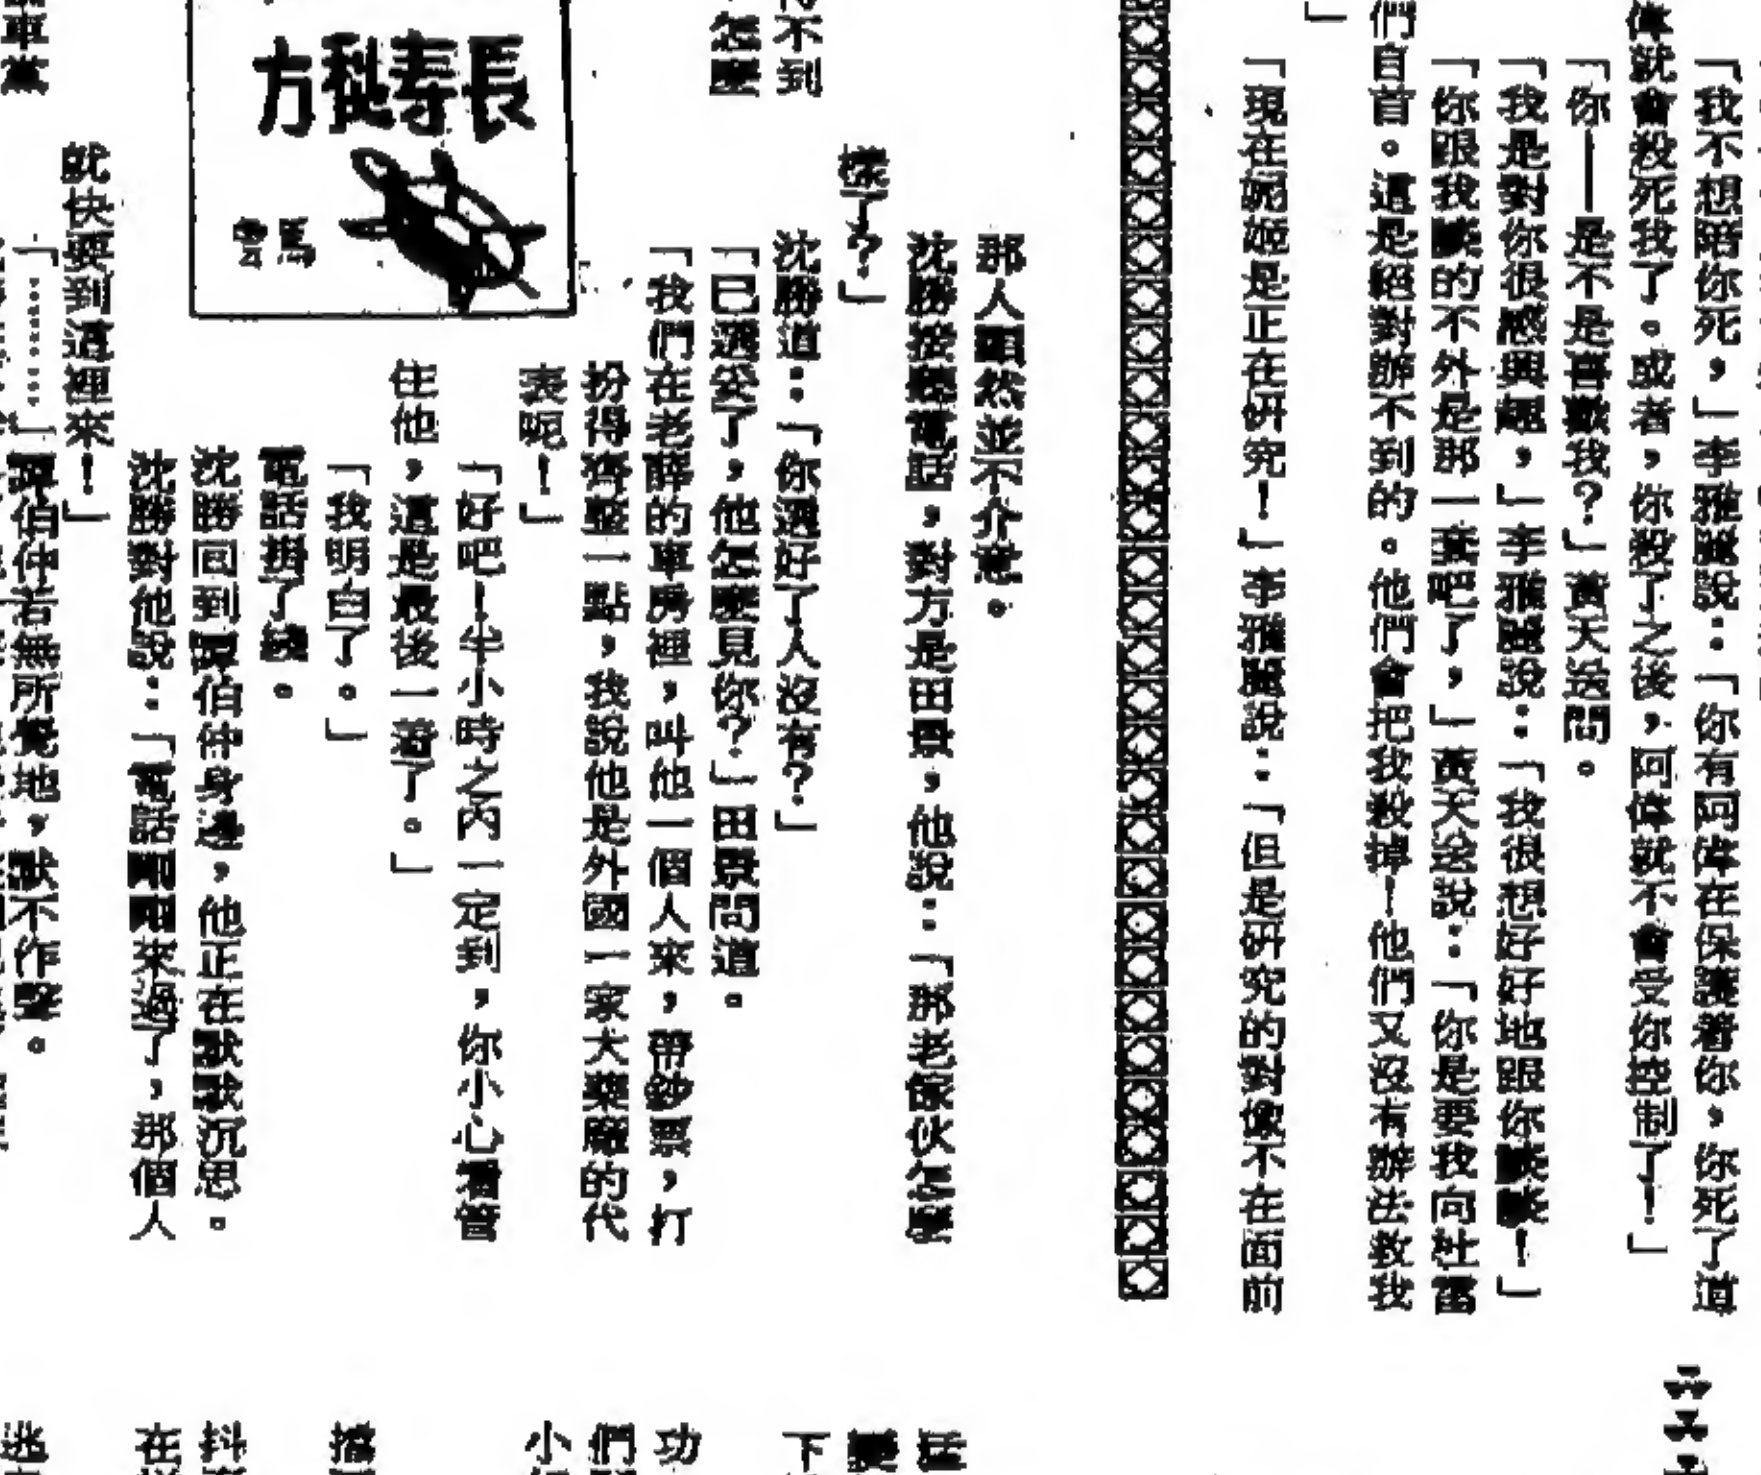 「我不想陪你死，」李雅麗說：「你有阿偉在保護着你，你死了道
偉就會殺死我了。或者，你殺了之後，阿偉就不會受你控制了！」
「你——是不是喜歡我？」黃天送問。
「我是對你很感興趣，」李雅麗說：「我很想好好地跟你談談！」
「你跟我談的不外是那一套吧了，」黃天送說：「你是要我向杜雷
們自首。這是絕對辦不到的。他們會把我殺掉！他們又沒有辦法救我
」
「現在妮姬是正在研究！」李雅麗說：「但是研究的對像不在面前
那人顯然並不介意。
沈勝接聽電話，對方是田景，他說：「那老傢伙怎麼
樣了？」
沈勝道：「你選好了人沒有？」
「已選妥了，他怎麼見你？」田景問道。
「我們在老薛的車房裡，叫他一個人來，帶鈔票，打
扮得齊整一點，我說他是外國一家大藥廠的代
表呢！」
「好吧！半小時之內一定到，你小心看管
住他，這是最後一着了。」
「我明白了。」
電話掛了綫。
沈勝回到譚伯仲身邊，他正在默默沉思。
沈勝對他說：「電話剛剛來過了，那個人
就快要到這裡來！」
「…………」譚伯仲若無所覺地，默不作聲。
得不到
怎麼
長壽秘方
馬雲